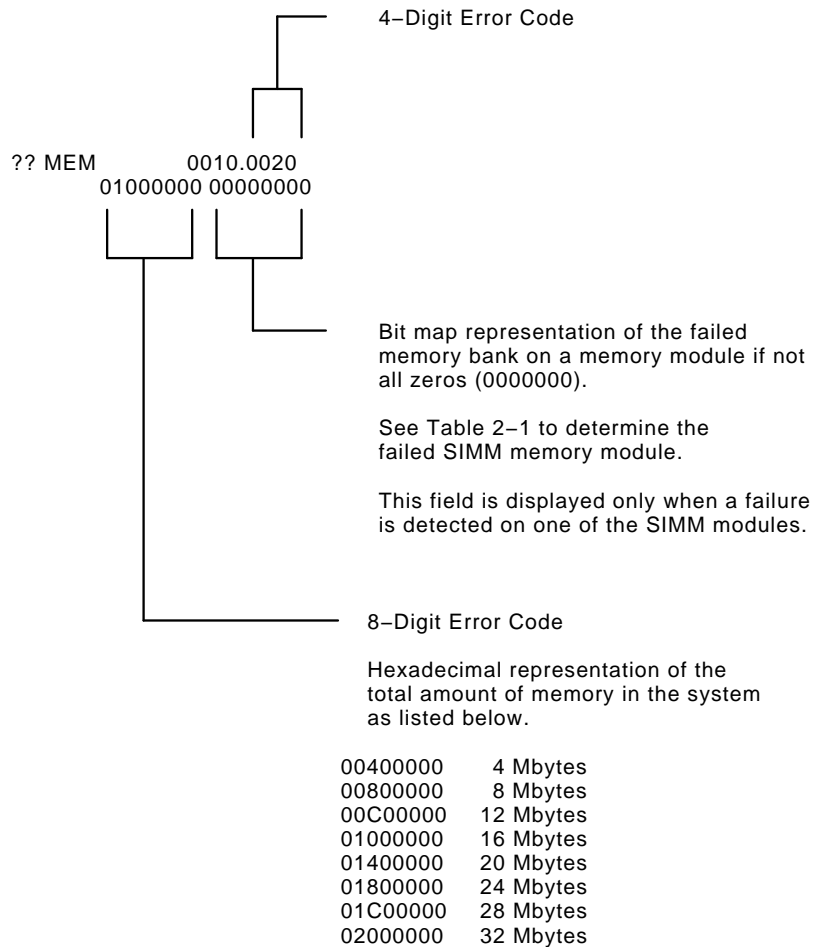 4–Digit Error Code
?? MEM 0010.0020
01000000 00000000
Bit map representation of the failed
memory bank on a memory module if not
all zeros (0000000).
See Table 2–1 to determine the
failed SIMM memory module.
This field is displayed only when a failure
is detected on one of the SIMM modules.
8–Digit Error Code
Hexadecimal representation of the
total amount of memory in the system
as listed below.
00400000 4 Mbytes
00800000 8 Mbytes
00C00000 12 Mbytes
01000000 16 Mbytes
01400000 20 Mbytes
01800000 24 Mbytes
01C00000 28 Mbytes
02000000 32 Mbytes